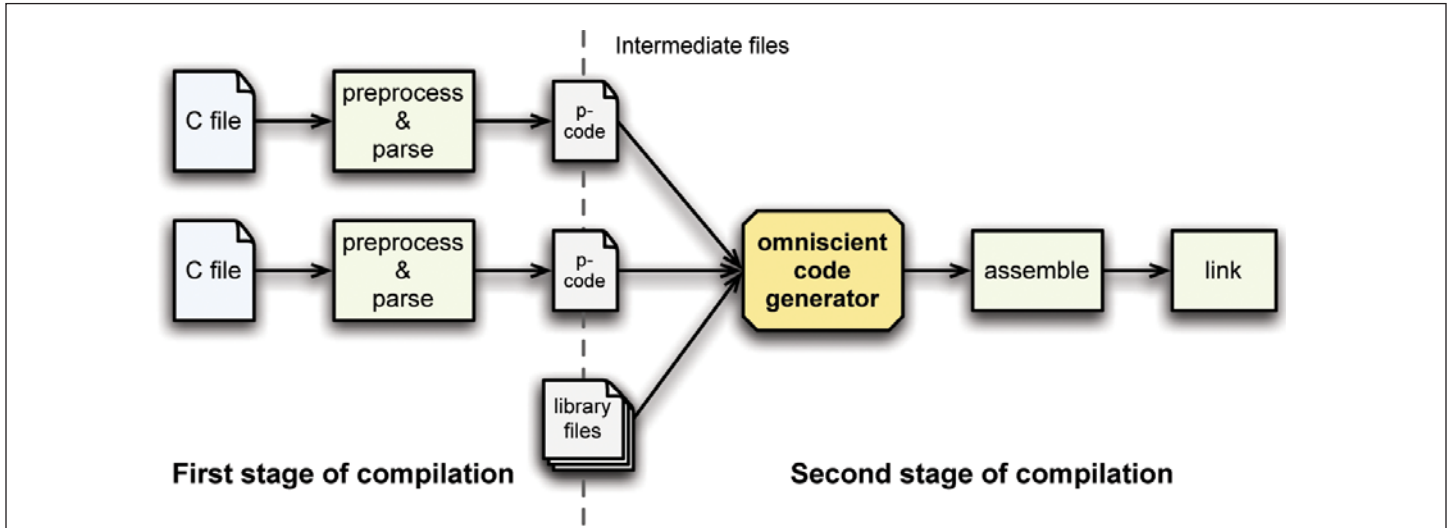 Intermediate files
C file
preprocess
&
parse
p-
code
C file
preprocess
&
parse
p-
code
omniscient
code
generator
assemble
link
library
files
First stage of compilation
Second stage of compilation